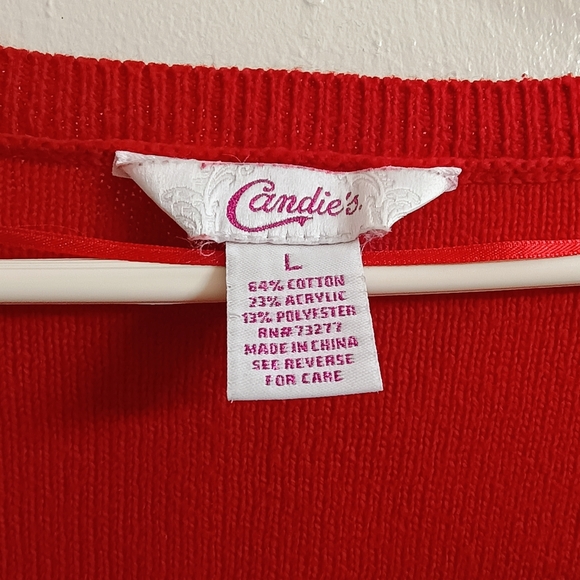 Candie's.
L
64% COTTON
23% ACRYLIC
13% POLYESTER
RN# 73277
MADE IN CHINA
SEE REVERSE
FOR CARE